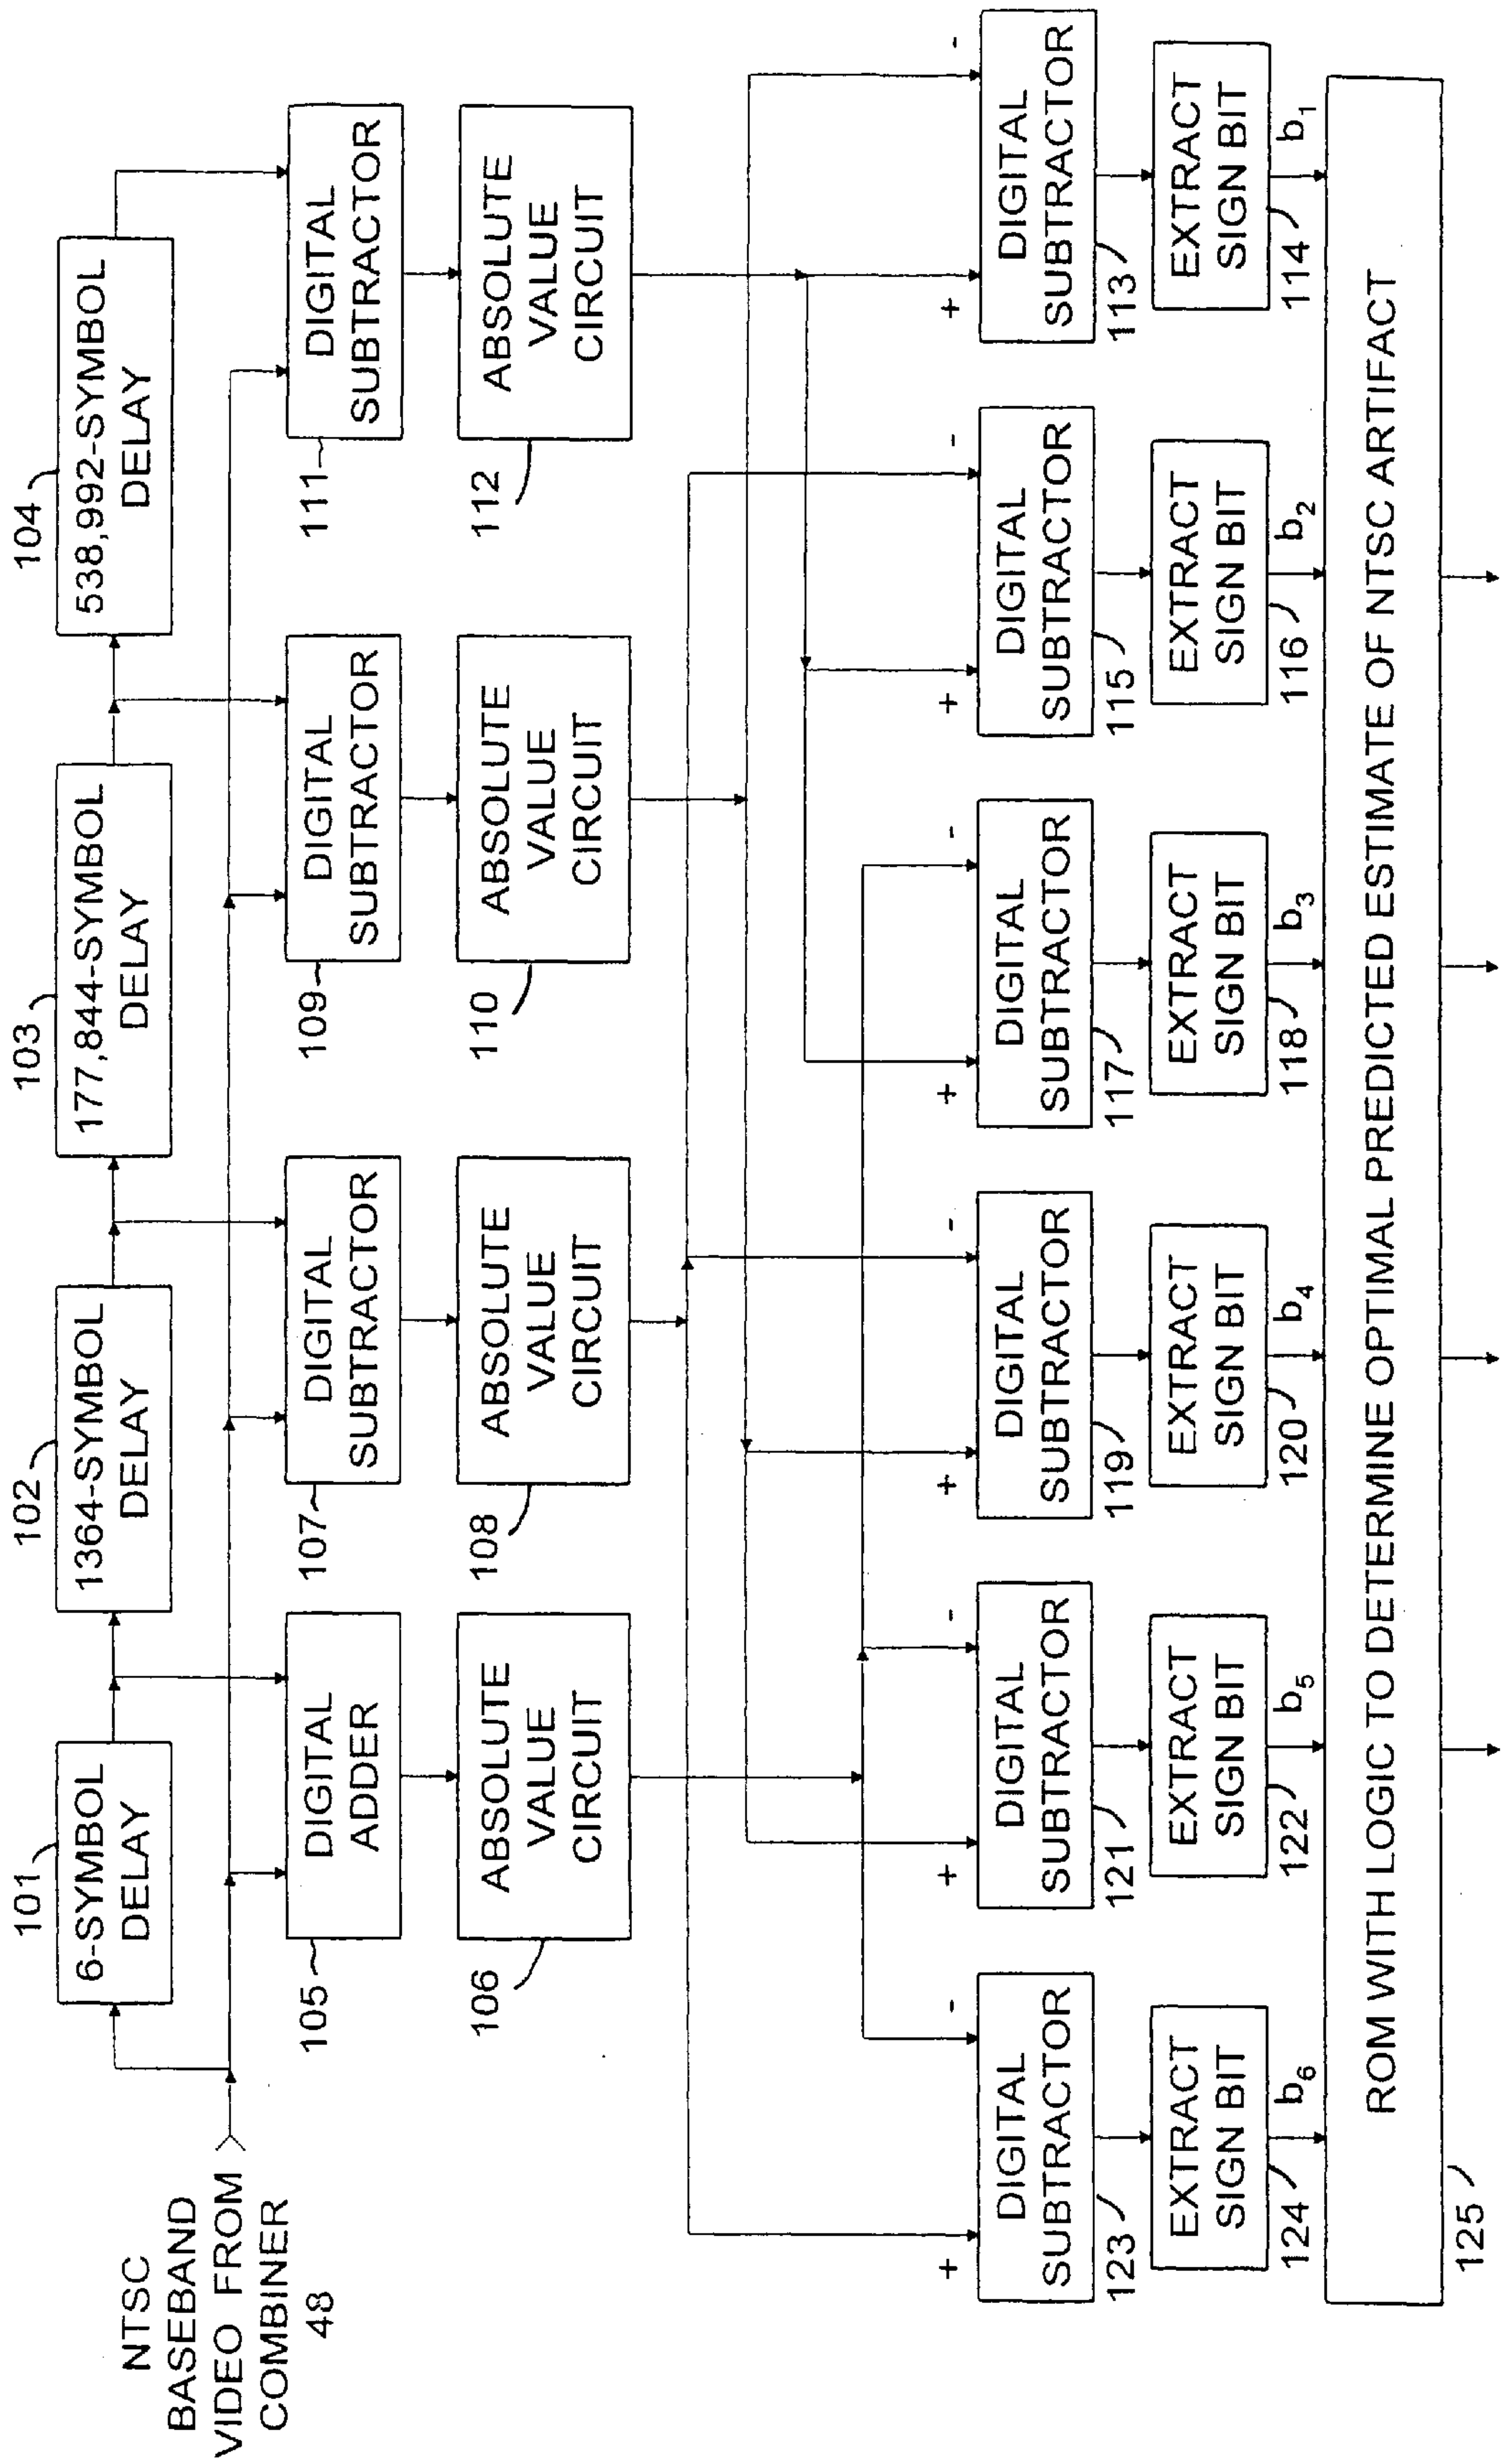 NTSC
BASEBAND
VIDEO FROM
COMBINER
48
101
6-SYMBOL
DELAY
102
1364-SYMBOL
DELAY
103
177,844-SYMBOL
DELAY
104
538,992-SYMBOL
DELAY
105
DIGITAL
ADDER
107
DIGITAL
SUBTRACTOR
109
DIGITAL
SUBTRACTOR
111
DIGITAL
SUBTRACTOR
106
ABSOLUTE
VALUE
CIRCUIT
108
ABSOLUTE
VALUE
CIRCUIT
110
ABSOLUTE
VALUE
CIRCUIT
112
ABSOLUTE
VALUE
CIRCUIT
+ -
DIGITAL
SUBTRACTOR
123
+ -
DIGITAL
SUBTRACTOR
121
+ -
DIGITAL
SUBTRACTOR
119
+ -
DIGITAL
SUBTRACTOR
117
+ -
DIGITAL
SUBTRACTOR
115
+ -
DIGITAL
SUBTRACTOR
113
EXTRACT
SIGN BIT
124
b6
EXTRACT
SIGN BIT
122
b5
EXTRACT
SIGN BIT
120
b4
EXTRACT
SIGN BIT
118
b3
EXTRACT
SIGN BIT
116
b2
EXTRACT
SIGN BIT
114
b1
ROM WITH LOGIC TO DETERMINE OPTIMAL PREDICTED ESTIMATE OF NTSC ARTIFACT
125